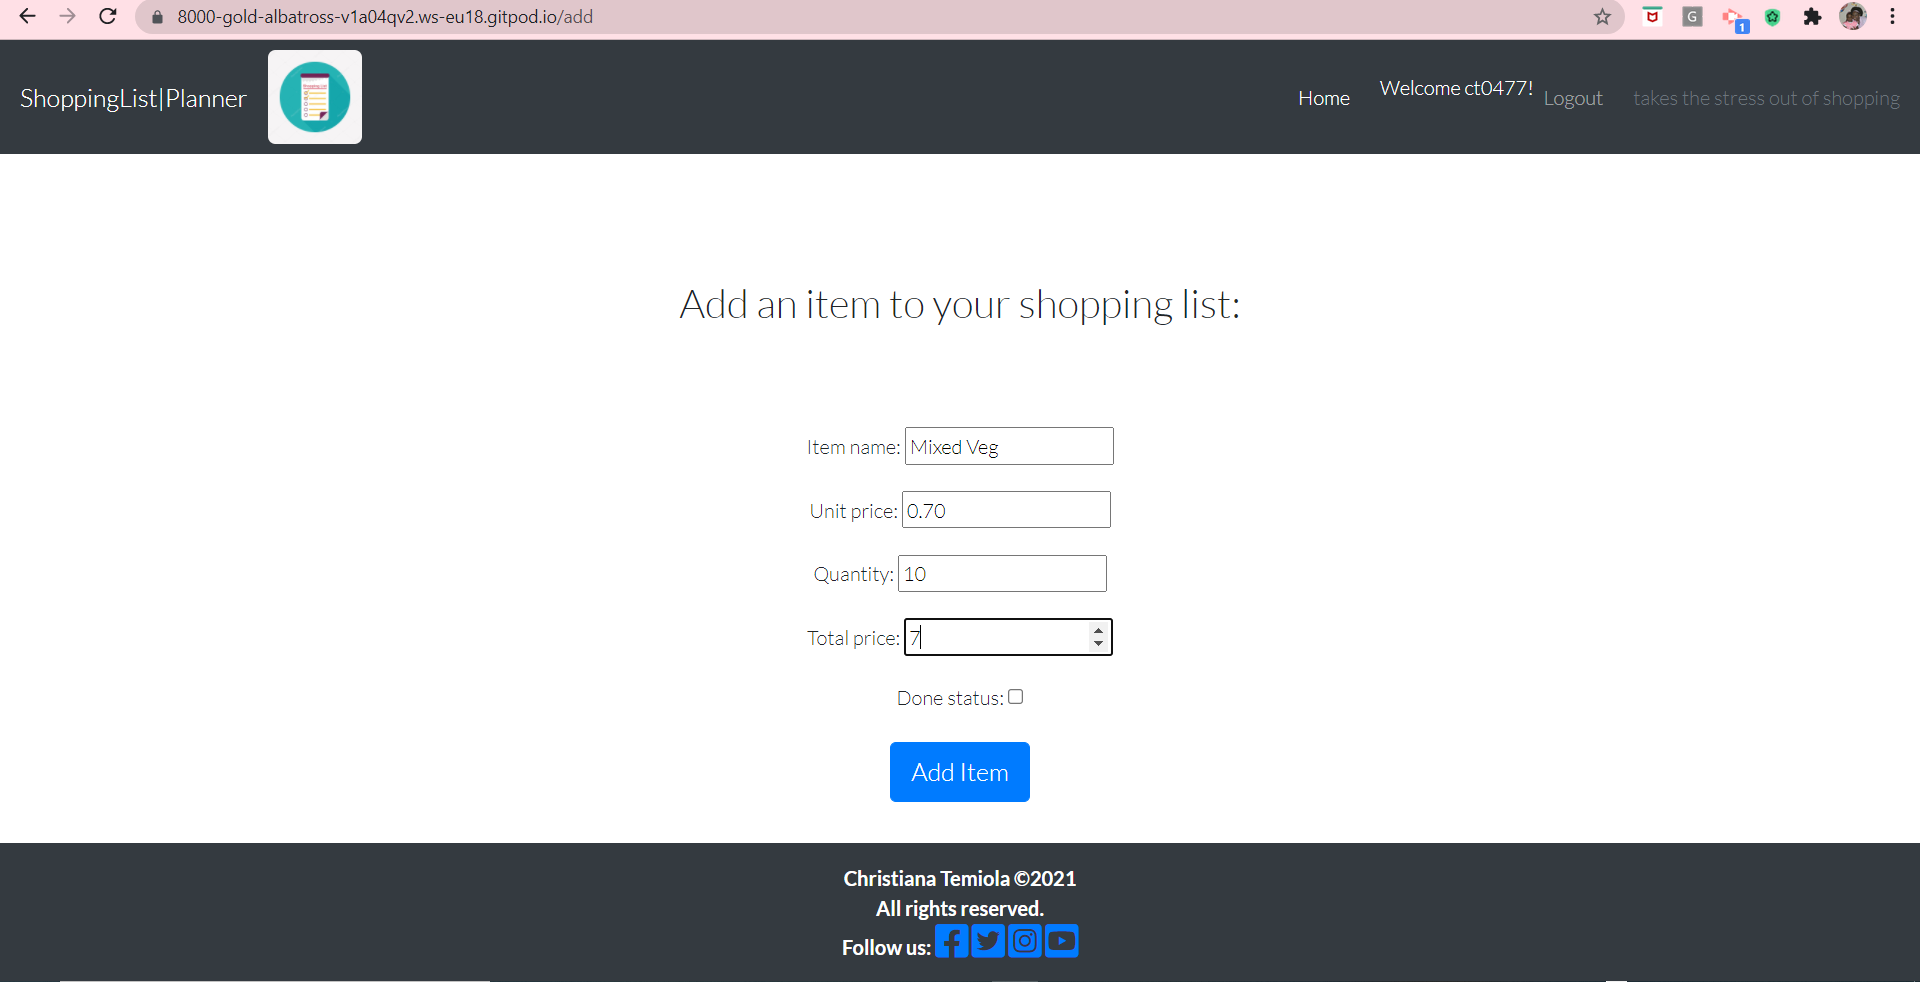 8000-gold-albatross-v1a04qv2.ws-eu18.gitpod.io/add
G
1
ShoppingList|Planner
Home
Welcome ct0477!
Logout
takes the stress out of shopping
Add an item to your shopping list:
Item name: Mixed Veg
Unit price: 0.70
Quantity: 10
Total price: 7
Done status:
Add Item
Christiana Temiola ©2021
All rights reserved.
Follow us: